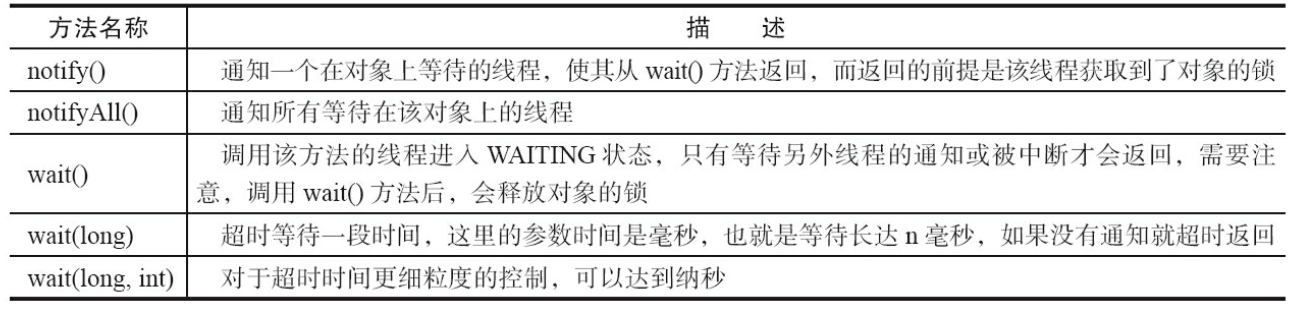 方法名称 描 述
notify() 通知一个在对象上等待的线程，使其从 wait() 方法返回，而返回的前提是该线程获取到了对象的锁
notifyAll() 通知所有等待在该对象上的线程
wait() 调用该方法的线程进入 WAITING 状态，只有等待另外线程的通知或被中断才会返回，需要注
意，调用 wait() 方法后，会释放对象的锁
wait(long) 超时等待一段时间，这里的参数时间是毫秒，也就是等待长达 n 毫秒，如果没有通知就超时返回
wait(long, int) 对于超时时间更细粒度的控制，可以达到纳秒